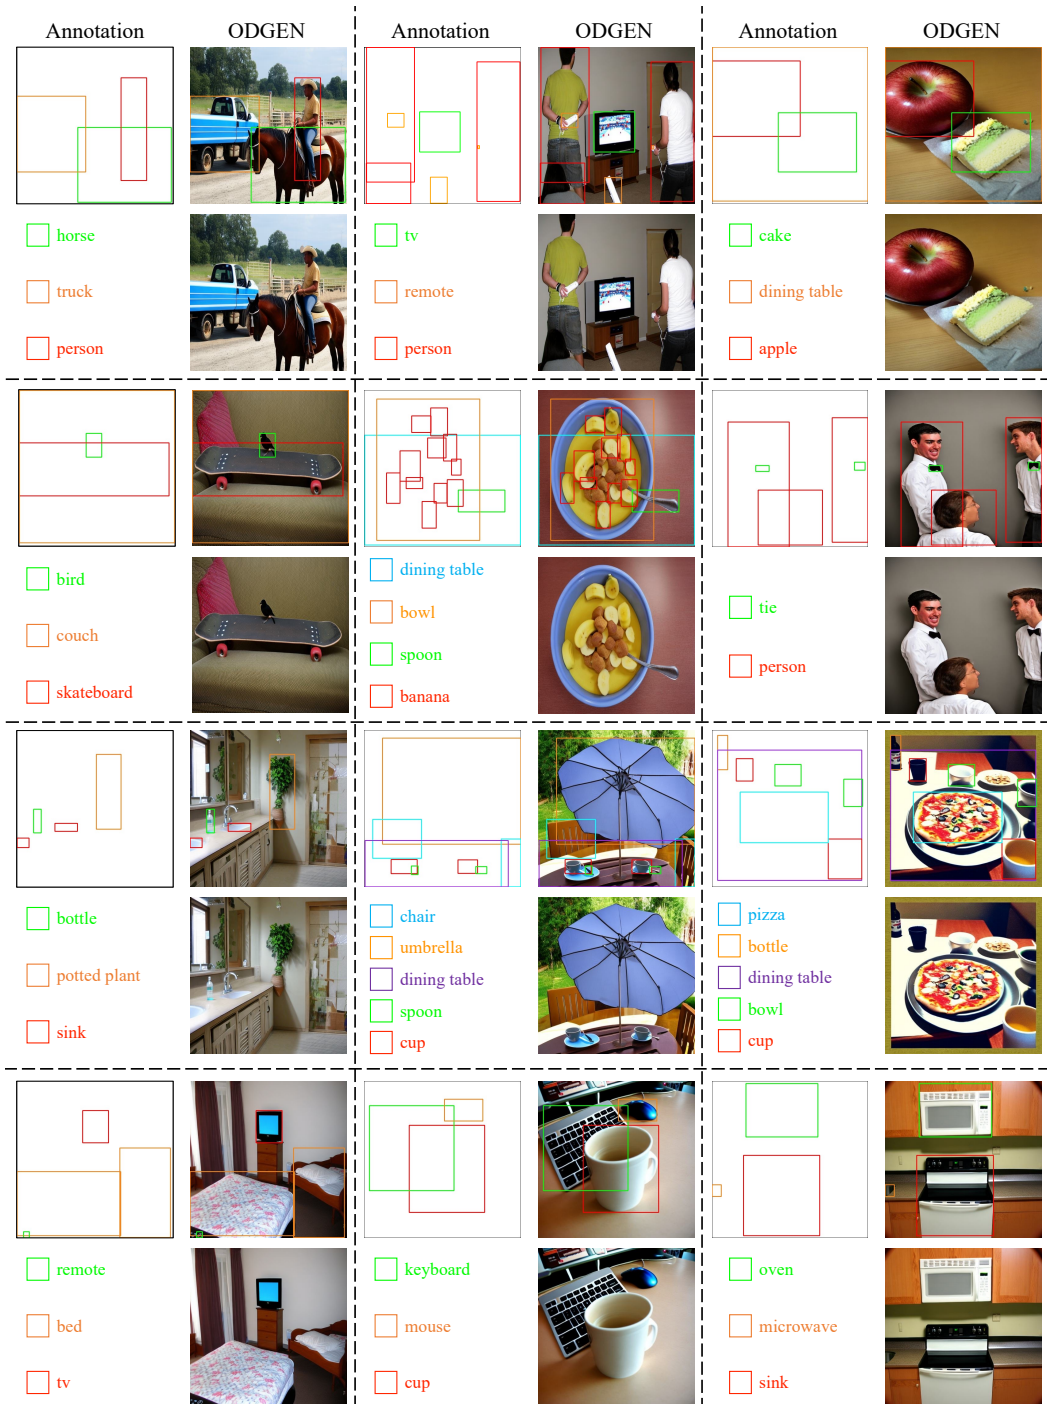 Annotation ODGEN Annotation ODGEN Annotation ODGEN
horse
truck
person
tv
remote
person
cake
dining table
apple
bird
couch
skateboard
dining table
bowl
spoon
banana
tie
person
bottle
potted plant
sink
chair
umbrella
dining table
spoon
cup
pizza
bottle
dining table
bowl
cup
remote
bed
tv
keyboard
mouse
cup
oven
microwave
sink